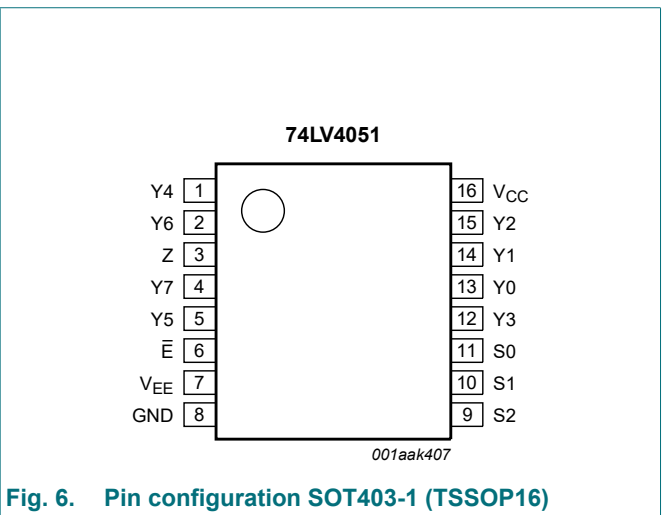 74LV4051
Y4 1 16 VCC
Y6 2 15 Y2
Z 3 14 Y1
Y7 4 13 Y0
Y5 5 12 Y3
E̅ 6 11 S0
VEE 7 10 S1
GND 8 9 S2
001aak407
Fig. 6. Pin configuration SOT403-1 (TSSOP16)